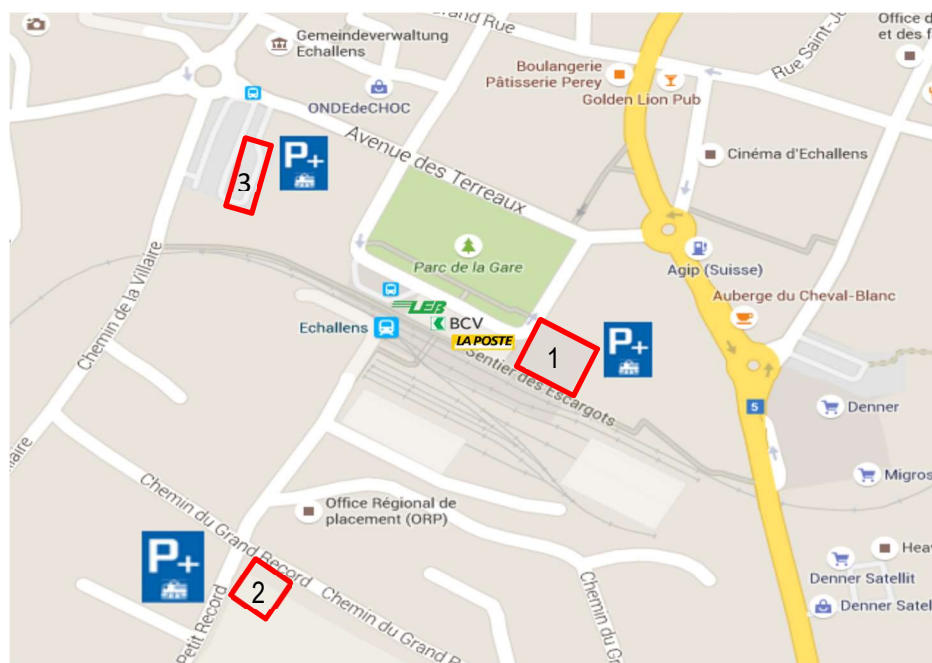 Grand Rue
Office d
et des f
Gemeindeverwaltung
Echallens
Rue Saint-J
Boulangerie
Pâtisserie Perey
ONDEdeCHOC
Golden Lion Pub
Avenue des Terreaux
Cinéma d'Echallens
P+
3
Parc de la Gare
Agip (Suisse)
Chemin de la Villaire
Auberge du Cheval-Blanc
LEB
Echallens
BCV
LA POSTE
1
P+
Sentier des Escargots
5
Denner
laire
Migros
Chemin du Grand Record
Office Régional de
placement (ORP)
P+
Heav
Denner Satellit
2
Chemin du Grand Re
Chemin du
Denner Satel
Petit Record